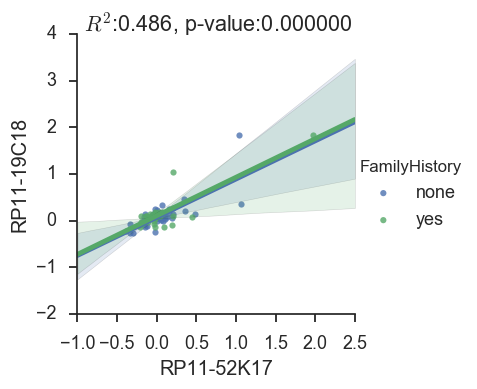 R²:0.486, p-value:0.000000
4
3
2
1
0
−1
−2
RP11-19C18
−1.0 −0.5 0.0 0.5 1.0 1.5 2.0 2.5
RP11-52K17
FamilyHistory
none
yes